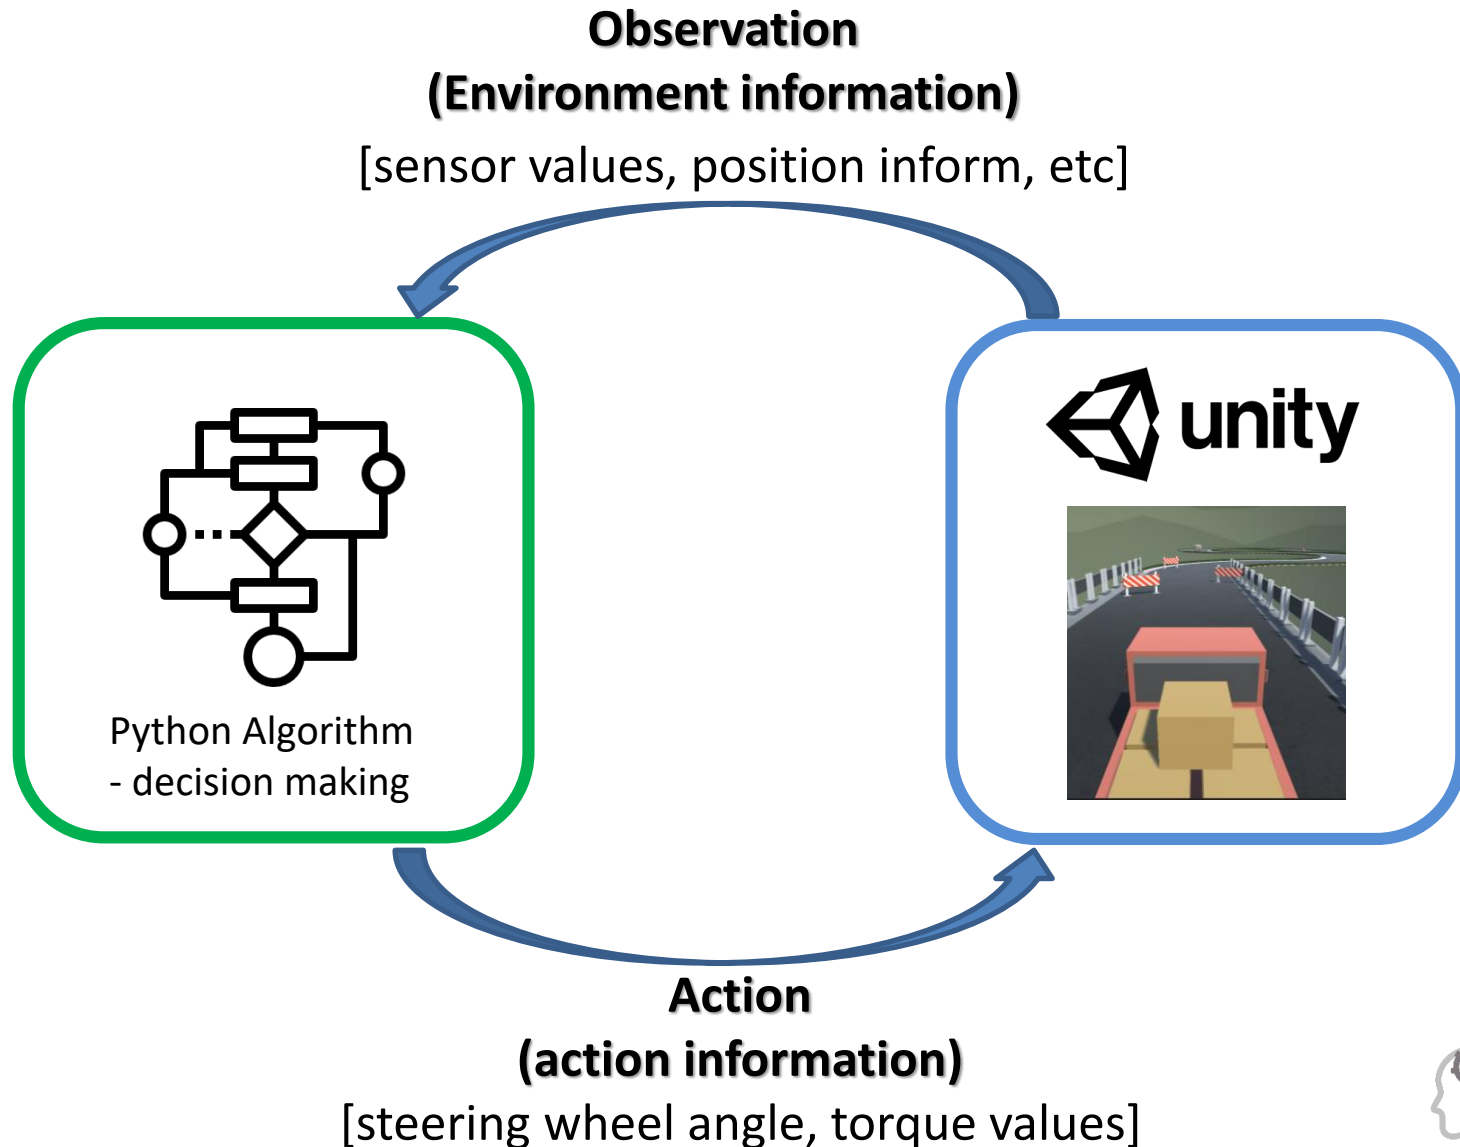 Observation
(Environment information)
[sensor values, position inform, etc]
unity
Python Algorithm
- decision making
Action
(action information)
[steering wheel angle, torque values]